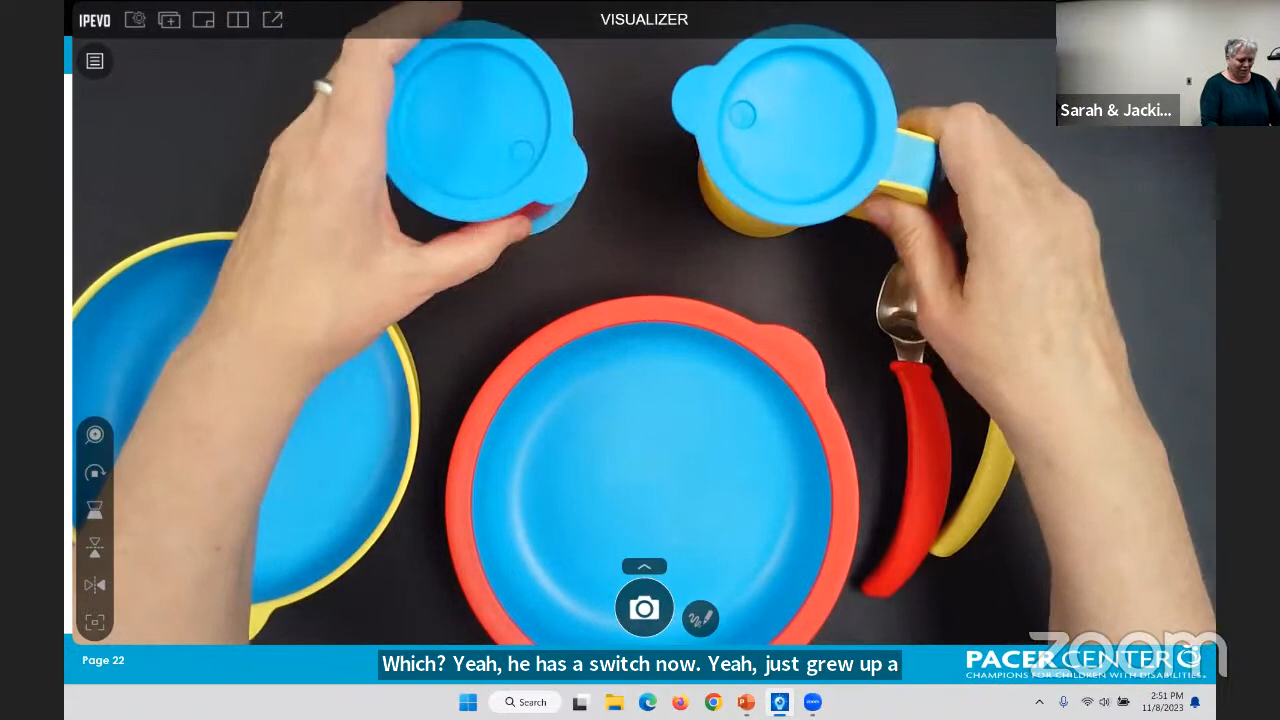 IPEVO
VISUALIZER
Sarah & Jacki...
Page 22
Which? Yeah, he has a switch now. Yeah, just grew up a
zoom
PACER CENTER
CHAMPIONS FOR CHILDREN WITH DISABILITIES.
Search
zoom
2:51 PM
11/8/2023